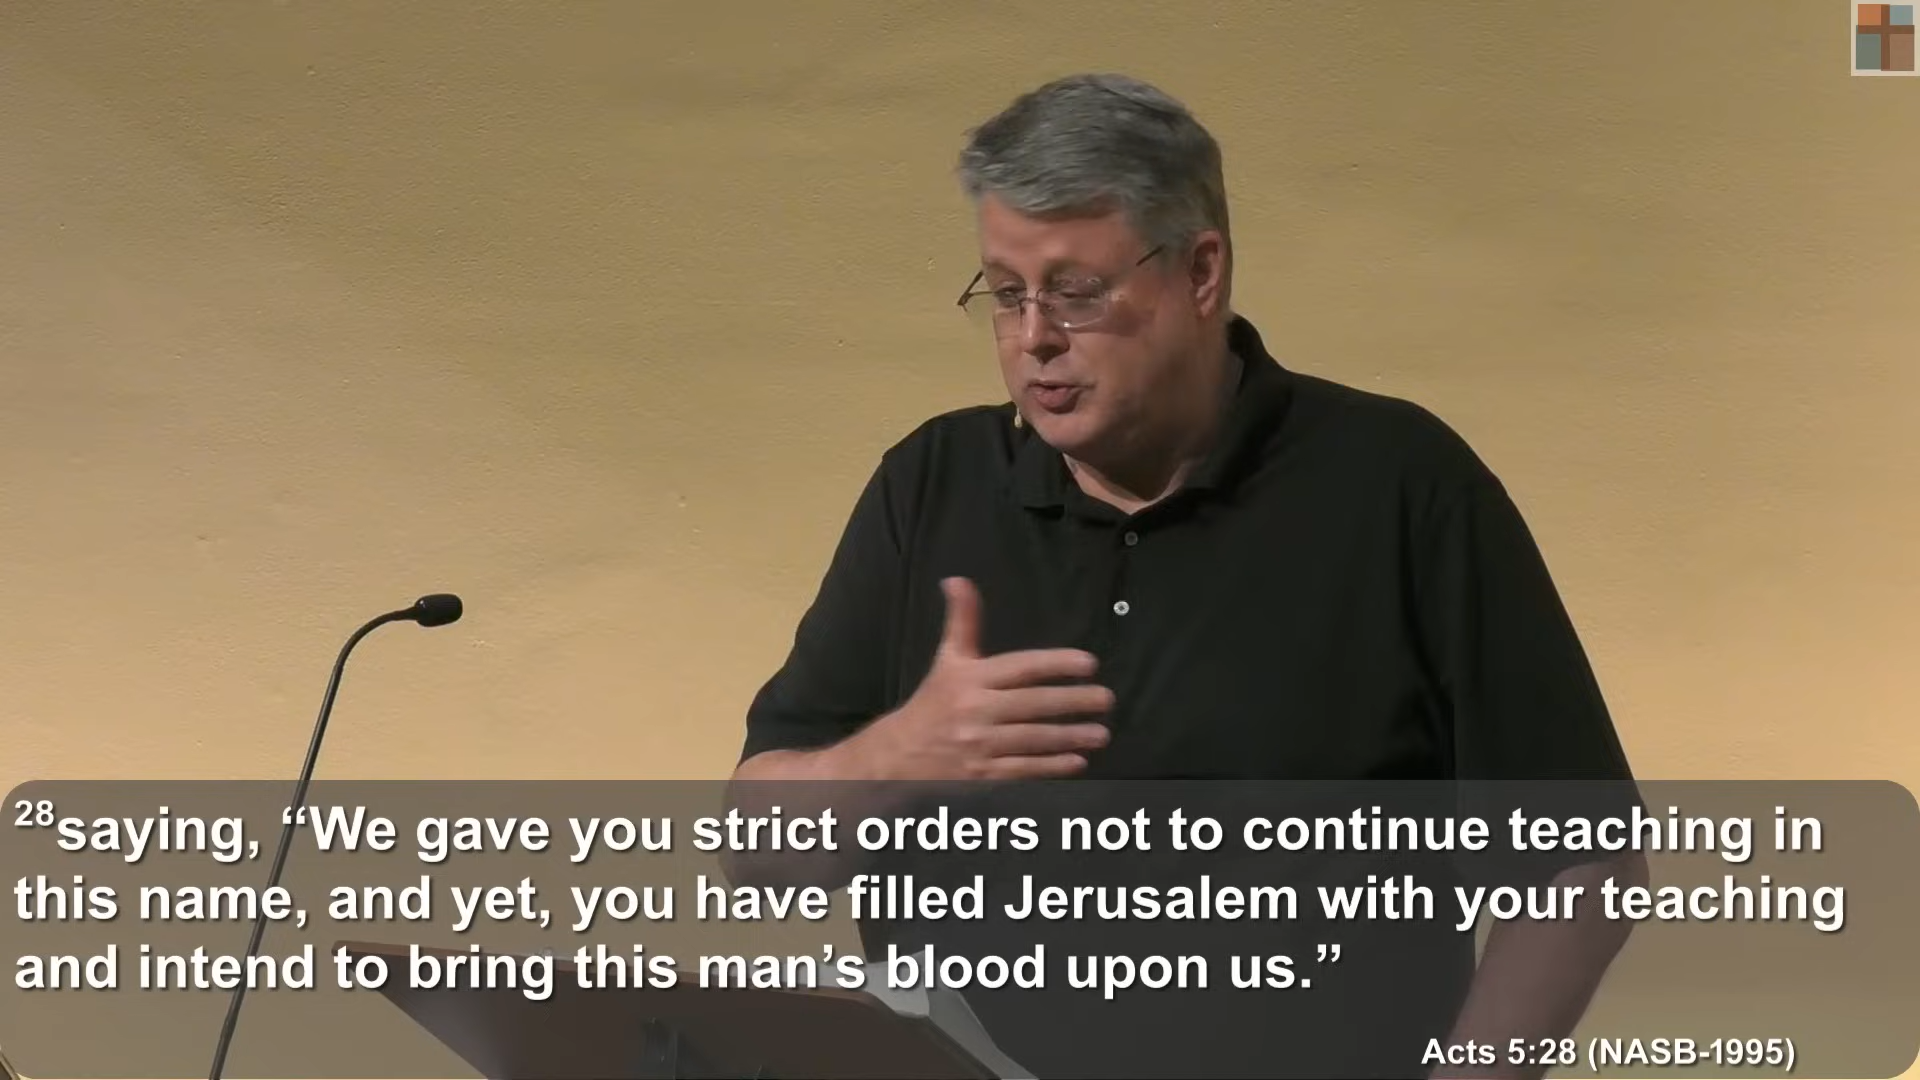 28saying, “We gave you strict orders not to continue teaching in
this name, and yet, you have filled Jerusalem with your teaching
and intend to bring this man’s blood upon us.”
Acts 5:28 (NASB-1995)